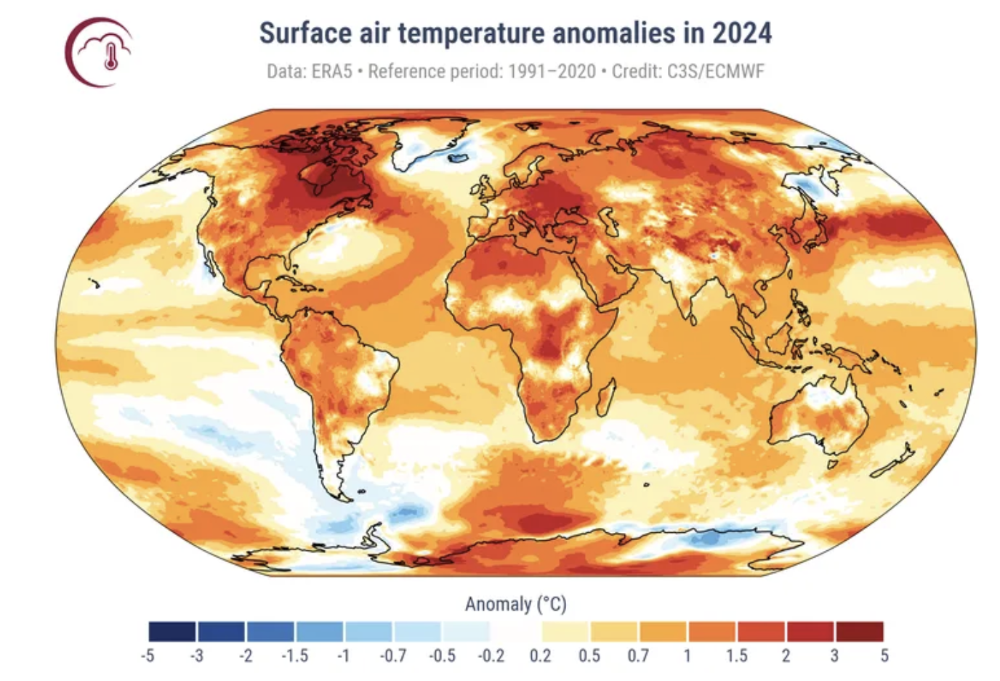 Surface air temperature anomalies in 2024
Data: ERA5 • Reference period: 1991–2020 • Credit: C3S/ECMWF
Anomaly (°C)
-5 -3 -2 -1.5 -1 -0.7 -0.5 -0.2 0.2 0.5 0.7 1 1.5 2 3 5